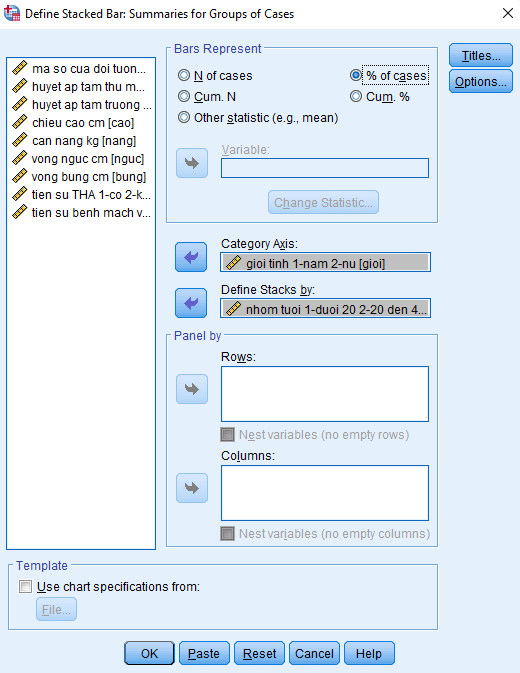 Define Stacked Bar: Summaries for Groups of Cases
ma so cua doi tuon...
huyet ap tam thu m...
huyet ap tam truong ...
chieu cao cm [cao]
can nang kg [nang]
vong nguc cm [nguc]
vong bung cm [bung]
tien su THA 1-co 2-k...
tien su benh mach v...
Bars Represent
N of cases
% of cases
Cum. N
Cum. %
Other statistic (e.g., mean)
Variable:
Change Statistic...
Category Axis:
gioi tinh 1-nam 2-nu [gioi]
Define Stacks by:
nhom tuoi 1-duoi 20 2-20 den 4...
Panel by
Rows:
Nest variables (no empty rows)
Columns:
Nest variables (no empty columns)
Titles...
Options...
Template
Use chart specifications from:
File...
OK
Paste
Reset
Cancel
Help